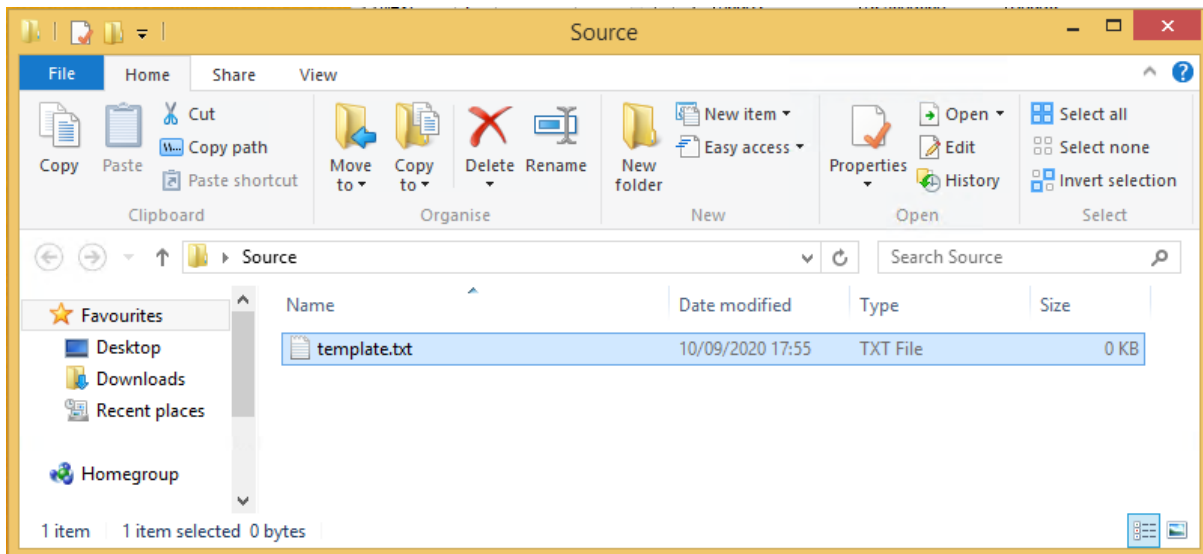 Source
File Home Share View
Copy
Paste
Cut
Copy path
Paste shortcut
Clipboard
Move to
Copy to
Delete
Rename
Organise
New folder
New item
Easy access
New
Properties
Open
Edit
History
Open
Select all
Select none
Invert selection
Select
Source
Search Source
Favourites
Desktop
Downloads
Recent places
Homegroup
Name Date modified Type Size
template.txt 10/09/2020 17:55 TXT File 0 KB
1 item 1 item selected 0 bytes